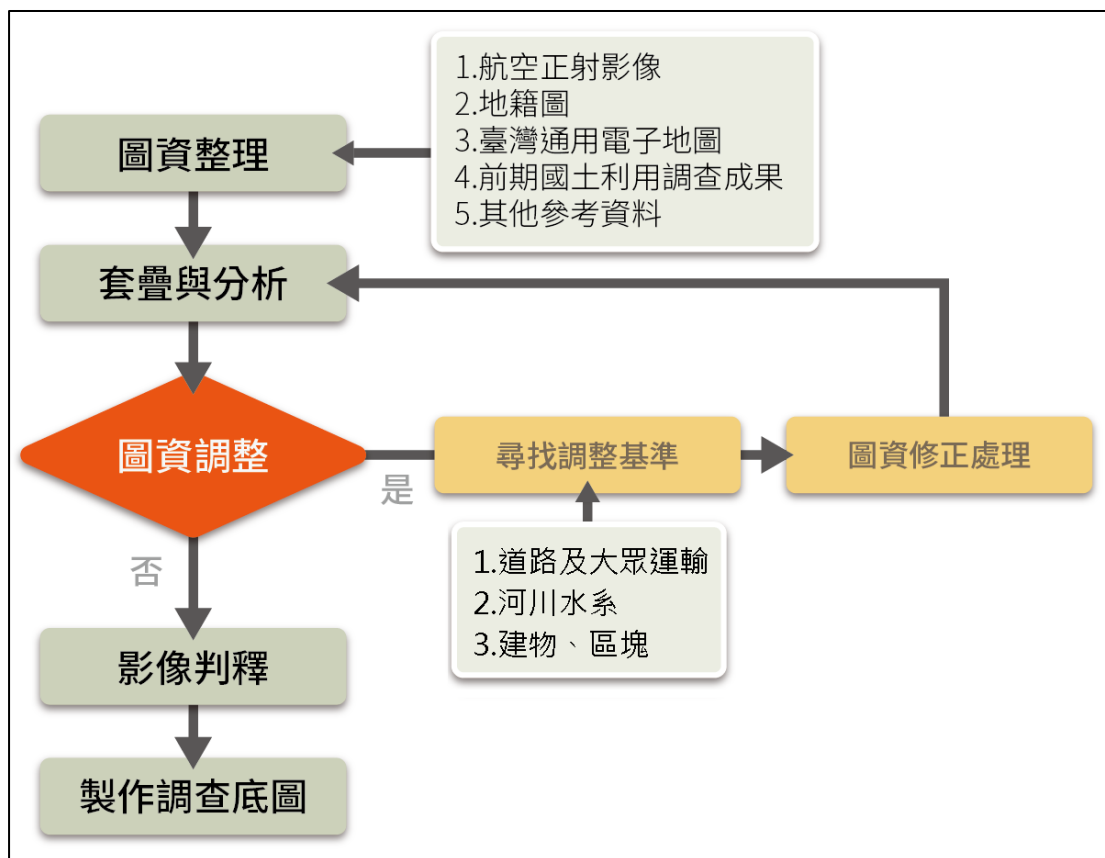 1.航空正射影像
2.地籍圖
3.臺灣通用電子地圖
4.前期國土利用調查成果
5.其他參考資料
圖資整理
套疊與分析
圖資調整
是
尋找調整基準
圖資修正處理
1.道路及大眾運輸
2.河川水系
3.建物、區塊
否
影像判釋
製作調查底圖